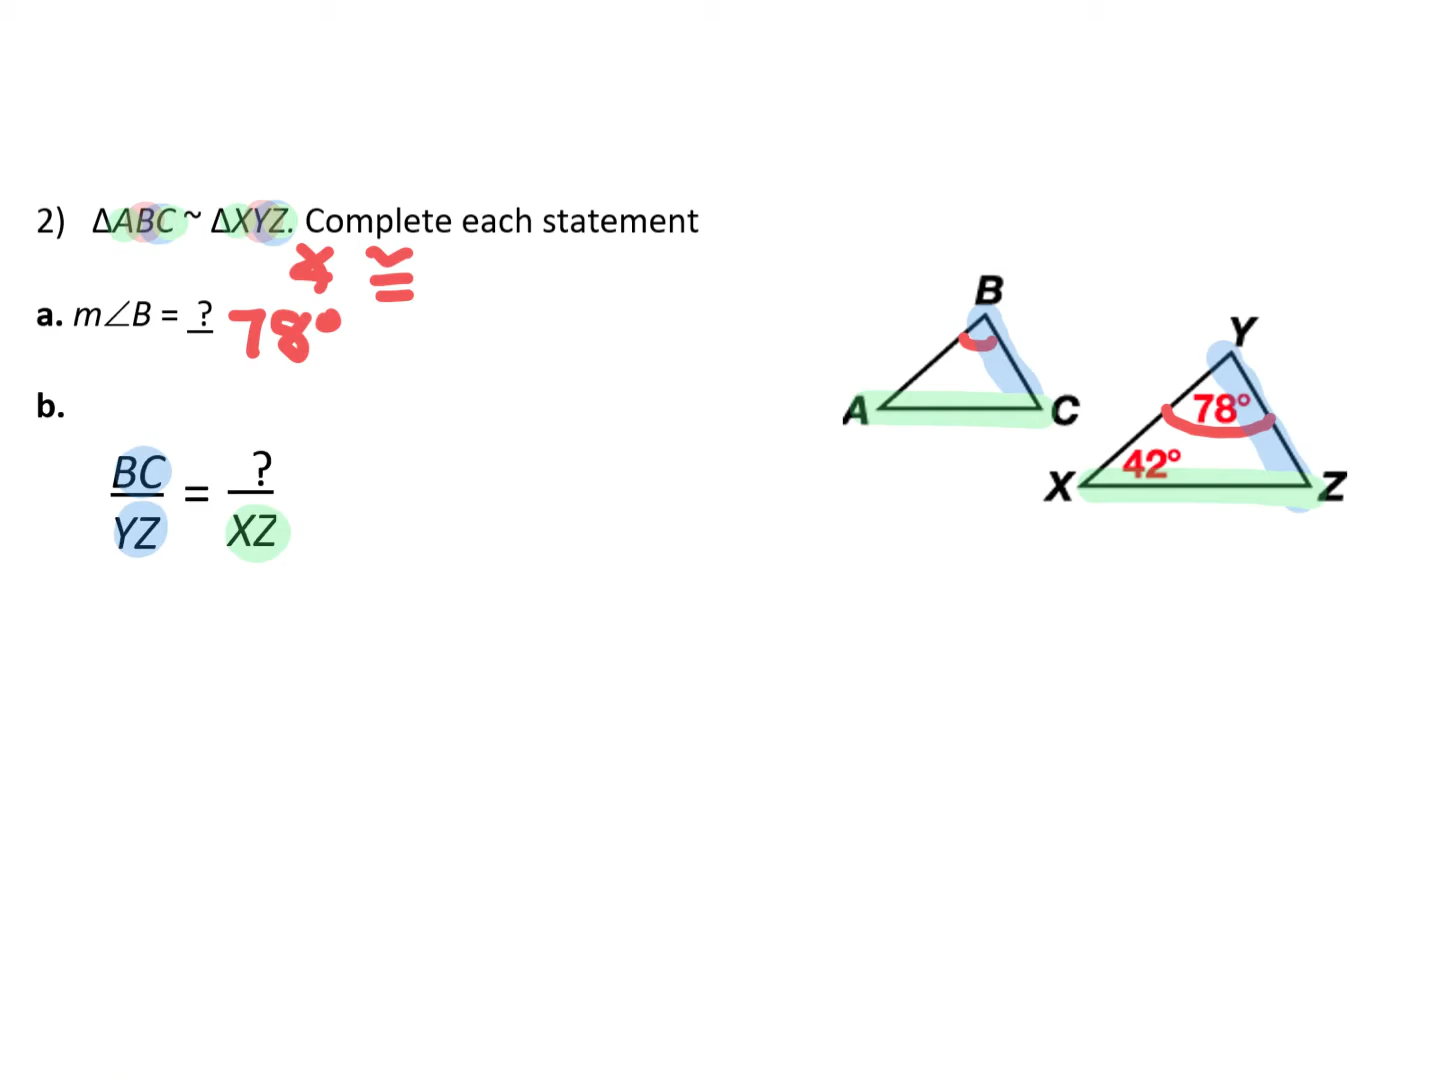 2) ΔABC ~ ΔXYZ. Complete each statement
∡ ≅
a. m∠B = ? 78°
b.
BC
YZ
=
?
XZ
B
A
C
Y
78°
42°
X
Z